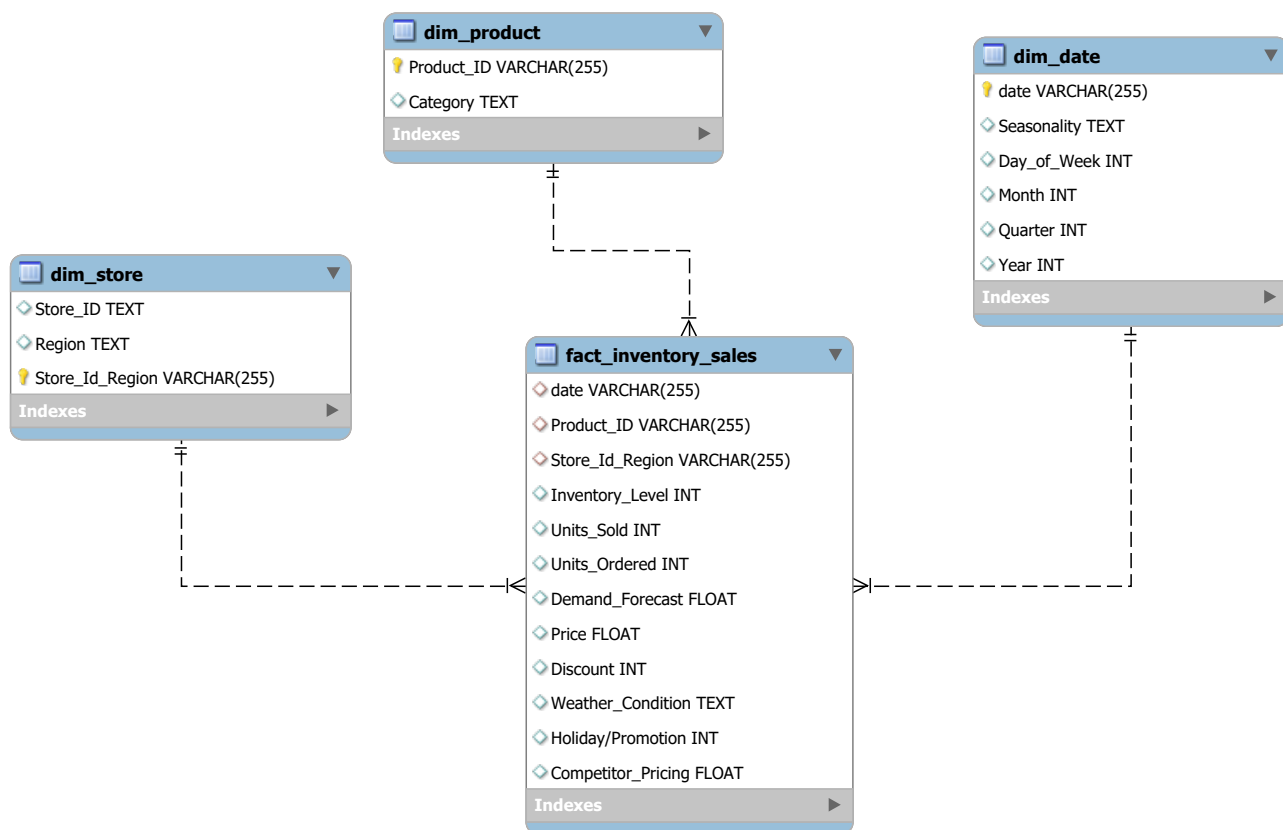 dim_product
Product_ID VARCHAR(255)
Category TEXT
Indexes
dim_date
date VARCHAR(255)
Seasonality TEXT
Day_of_Week INT
Month INT
Quarter INT
Year INT
Indexes
dim_store
Store_ID TEXT
Region TEXT
Store_Id_Region VARCHAR(255)
Indexes
fact_inventory_sales
date VARCHAR(255)
Product_ID VARCHAR(255)
Store_Id_Region VARCHAR(255)
Inventory_Level INT
Units_Sold INT
Units_Ordered INT
Demand_Forecast FLOAT
Price FLOAT
Discount INT
Weather_Condition TEXT
Holiday/Promotion INT
Competitor_Pricing FLOAT
Indexes